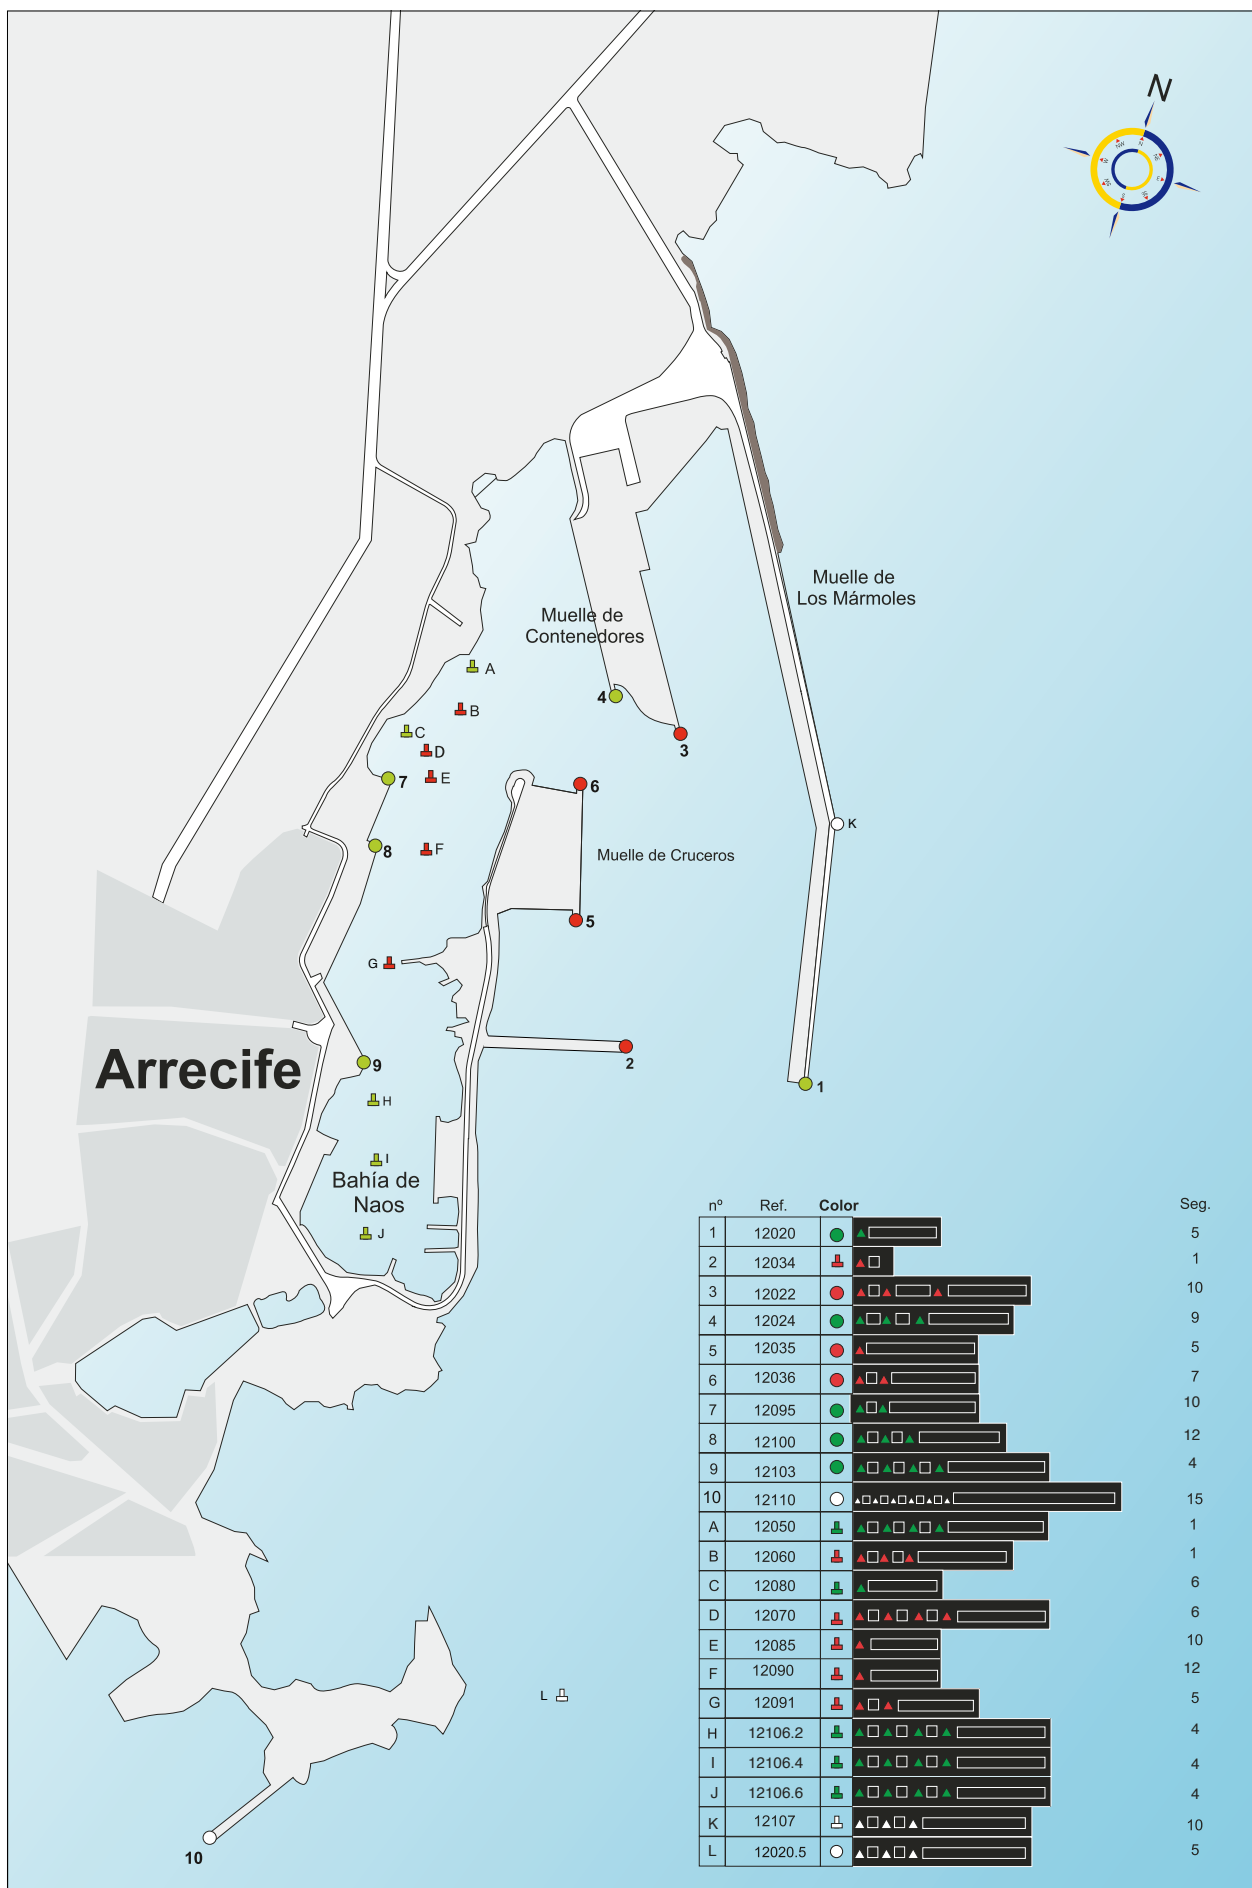 N
NW
N
NE
W
E
SW
S
SE
Muelle de
Los Mármoles
Muelle de
Contenedores
A
4
B
C
D
3
7
E
6
K
8
F
Muelle de Cruceros
5
G
2
Arrecife
9
1
H
I
Bahía de
Naos
J
L
10
nº Ref. Color Seg.
1 12020 5
2 12034 1
3 12022 10
4 12024 9
5 12035 5
6 12036 7
7 12095 10
8 12100 12
9 12103 4
10 12110 15
A 12050 1
B 12060 1
C 12080 6
D 12070 6
E 12085 10
F 12090 12
G 12091 5
H 12106.2 4
I 12106.4 4
J 12106.6 4
K 12107 10
L 12020.5 5